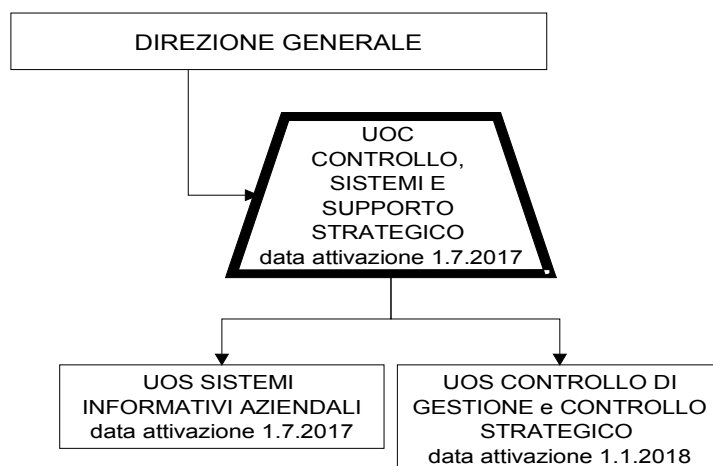 DIREZIONE GENERALE
UOC
CONTROLLO,
SISTEMI E
SUPPORTO
STRATEGICO
data attivazione 1.7.2017
UOS SISTEMI
INFORMATIVI AZIENDALI
data attivazione 1.7.2017
UOS CONTROLLO DI
GESTIONE e CONTROLLO
STRATEGICO
data attivazione 1.1.2018